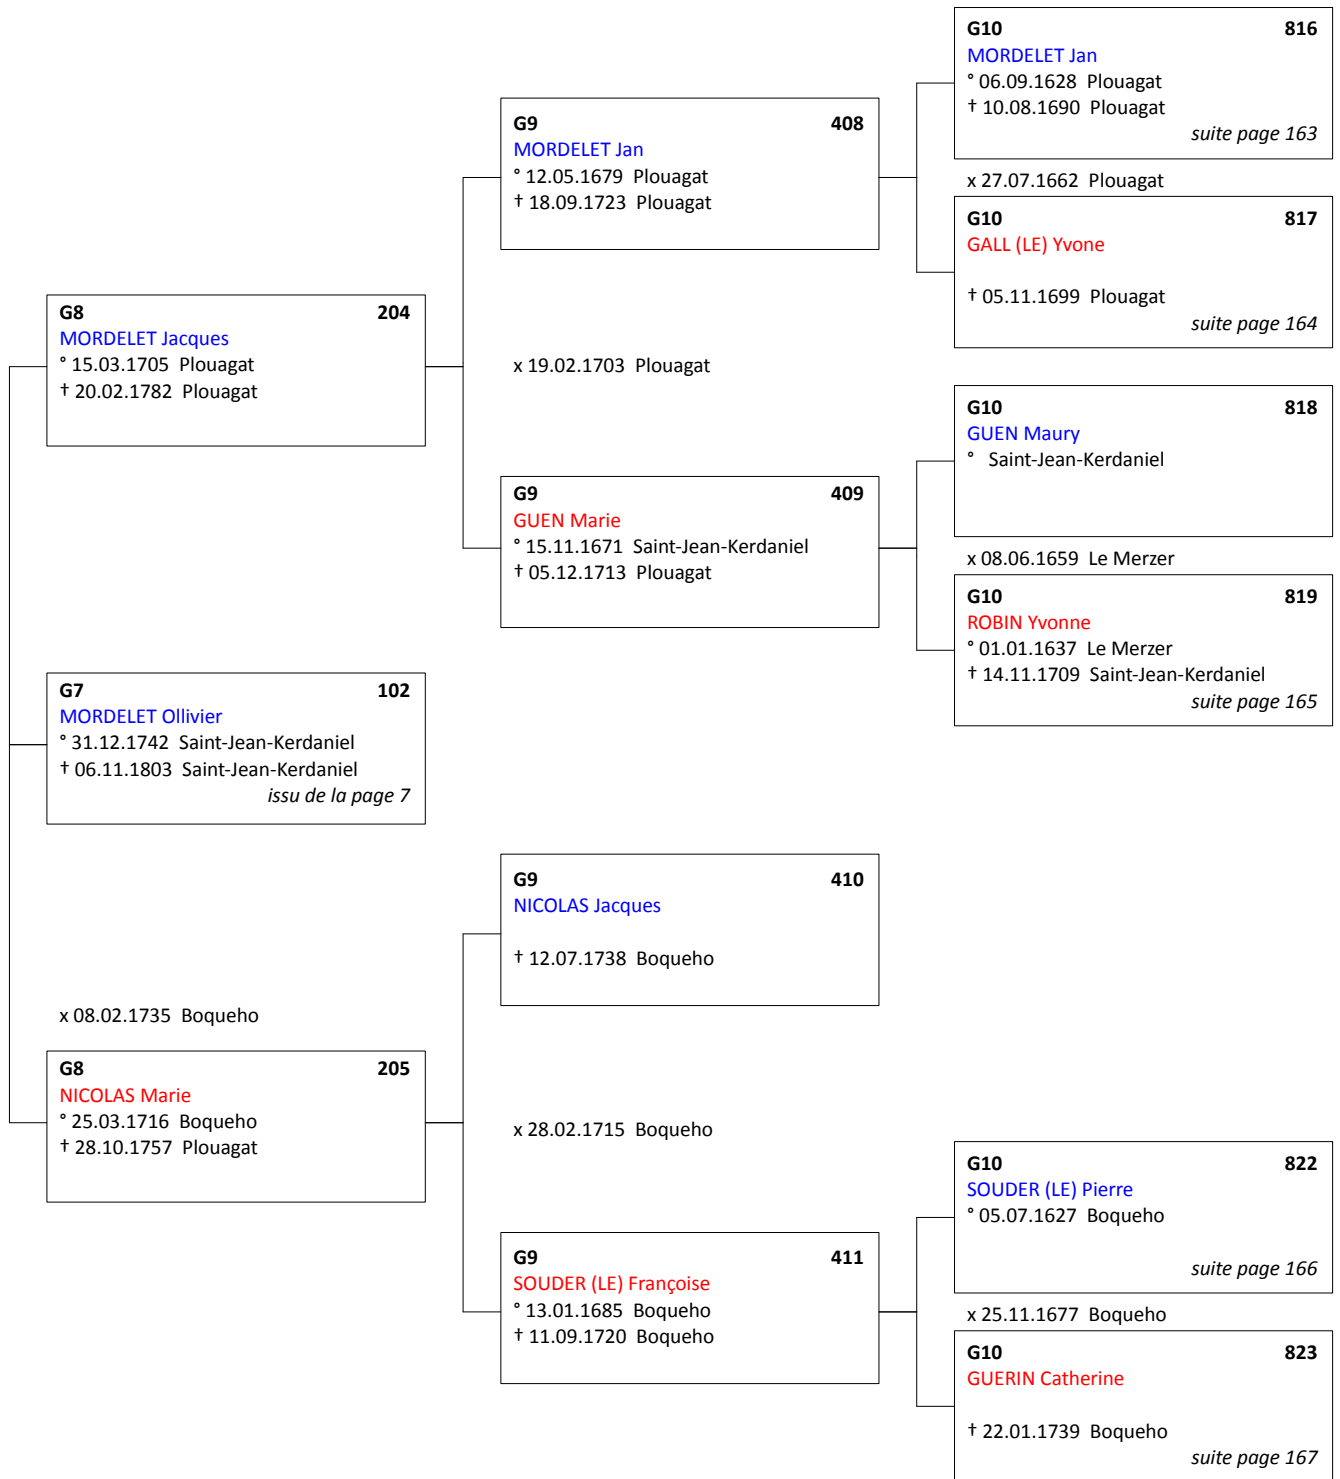 G10 816
MORDELET Jan
° 06.09.1628 Plouagat
† 10.08.1690 Plouagat
suite page 163
x 27.07.1662 Plouagat
G10 817
GALL (LE) Yvone
† 05.11.1699 Plouagat
suite page 164
G9 408
MORDELET Jan
° 12.05.1679 Plouagat
† 18.09.1723 Plouagat
G8 204
MORDELET Jacques
° 15.03.1705 Plouagat
† 20.02.1782 Plouagat
x 19.02.1703 Plouagat
G10 818
GUEN Maury
° Saint-Jean-Kerdaniel
x 08.06.1659 Le Merzer
G10 819
ROBIN Yvonne
° 01.01.1637 Le Merzer
† 14.11.1709 Saint-Jean-Kerdaniel
suite page 165
G9 409
GUEN Marie
° 15.11.1671 Saint-Jean-Kerdaniel
† 05.12.1713 Plouagat
G7 102
MORDELET Ollivier
° 31.12.1742 Saint-Jean-Kerdaniel
† 06.11.1803 Saint-Jean-Kerdaniel
issu de la page 7
G9 410
NICOLAS Jacques
† 12.07.1738 Boqueho
x 08.02.1735 Boqueho
G8 205
NICOLAS Marie
° 25.03.1716 Boqueho
† 28.10.1757 Plouagat
x 28.02.1715 Boqueho
G10 822
SOUDER (LE) Pierre
° 05.07.1627 Boqueho
suite page 166
G9 411
SOUDER (LE) Françoise
° 13.01.1685 Boqueho
† 11.09.1720 Boqueho
x 25.11.1677 Boqueho
G10 823
GUERIN Catherine
† 22.01.1739 Boqueho
suite page 167